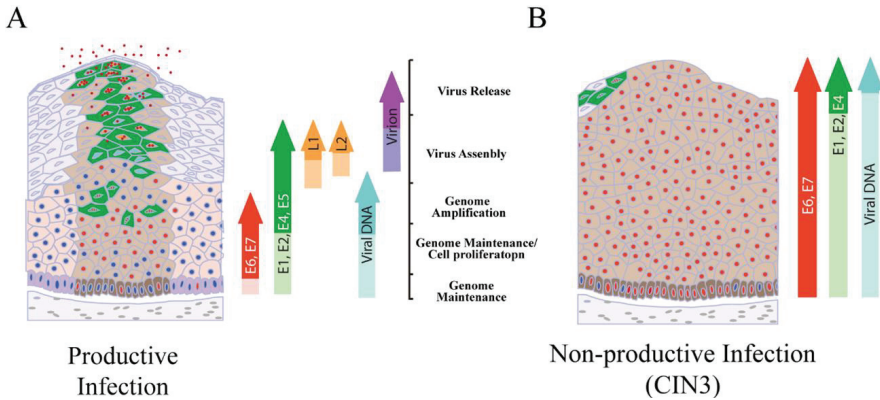 A
E6, E7
E1, E2, E4, E5
L1
L2
Viral DNA
Virion
Virus Release
Virus Assenbly
Genome
Amplification
Genome Maintenance/
Cell proliferatopn
Genome
Maintenance
Productive
Infection
B
E6, E7
E1, E2, E4
Viral DNA
Non-productive Infection
(CIN3)